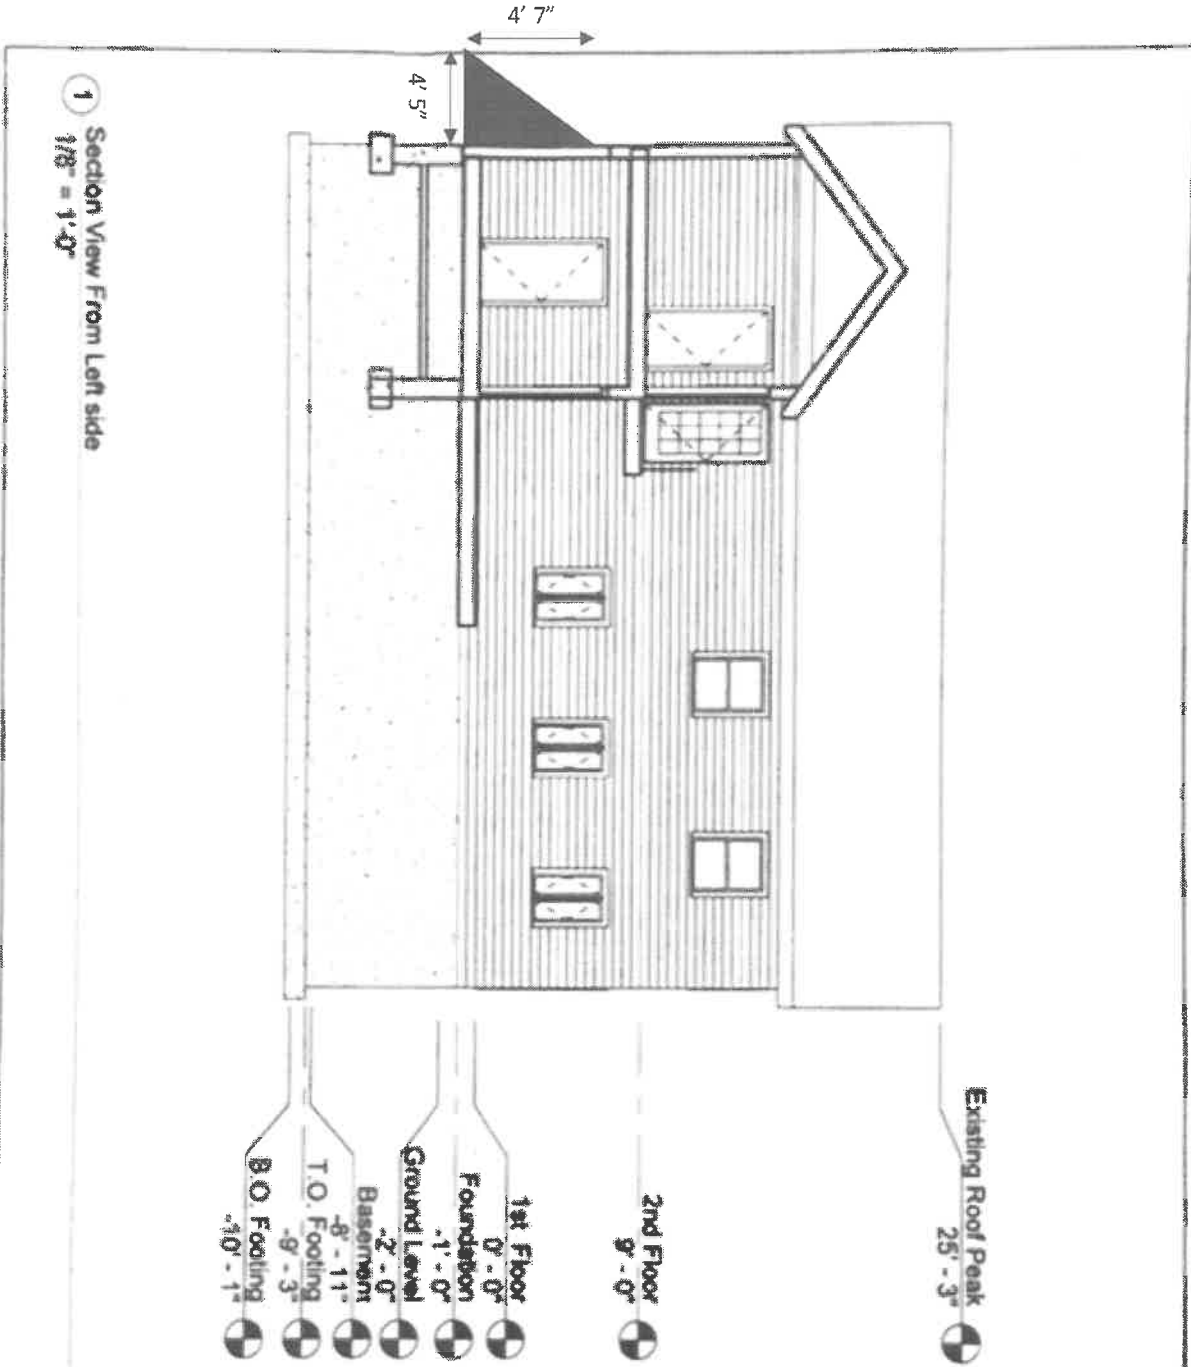 4' 7"
4' 5"
1
Section View From Left side
1/8" = 1'-0"
Existing Roof Peak
25' - 3"
2nd Floor
9' - 0"
1st Floor
0' - 0"
Foundation
-1' - 0"
Ground Level
-2' - 0"
Basement
-8' - 11"
T.O. Footing
-9' - 3"
B.O. Footing
-10' - 1"